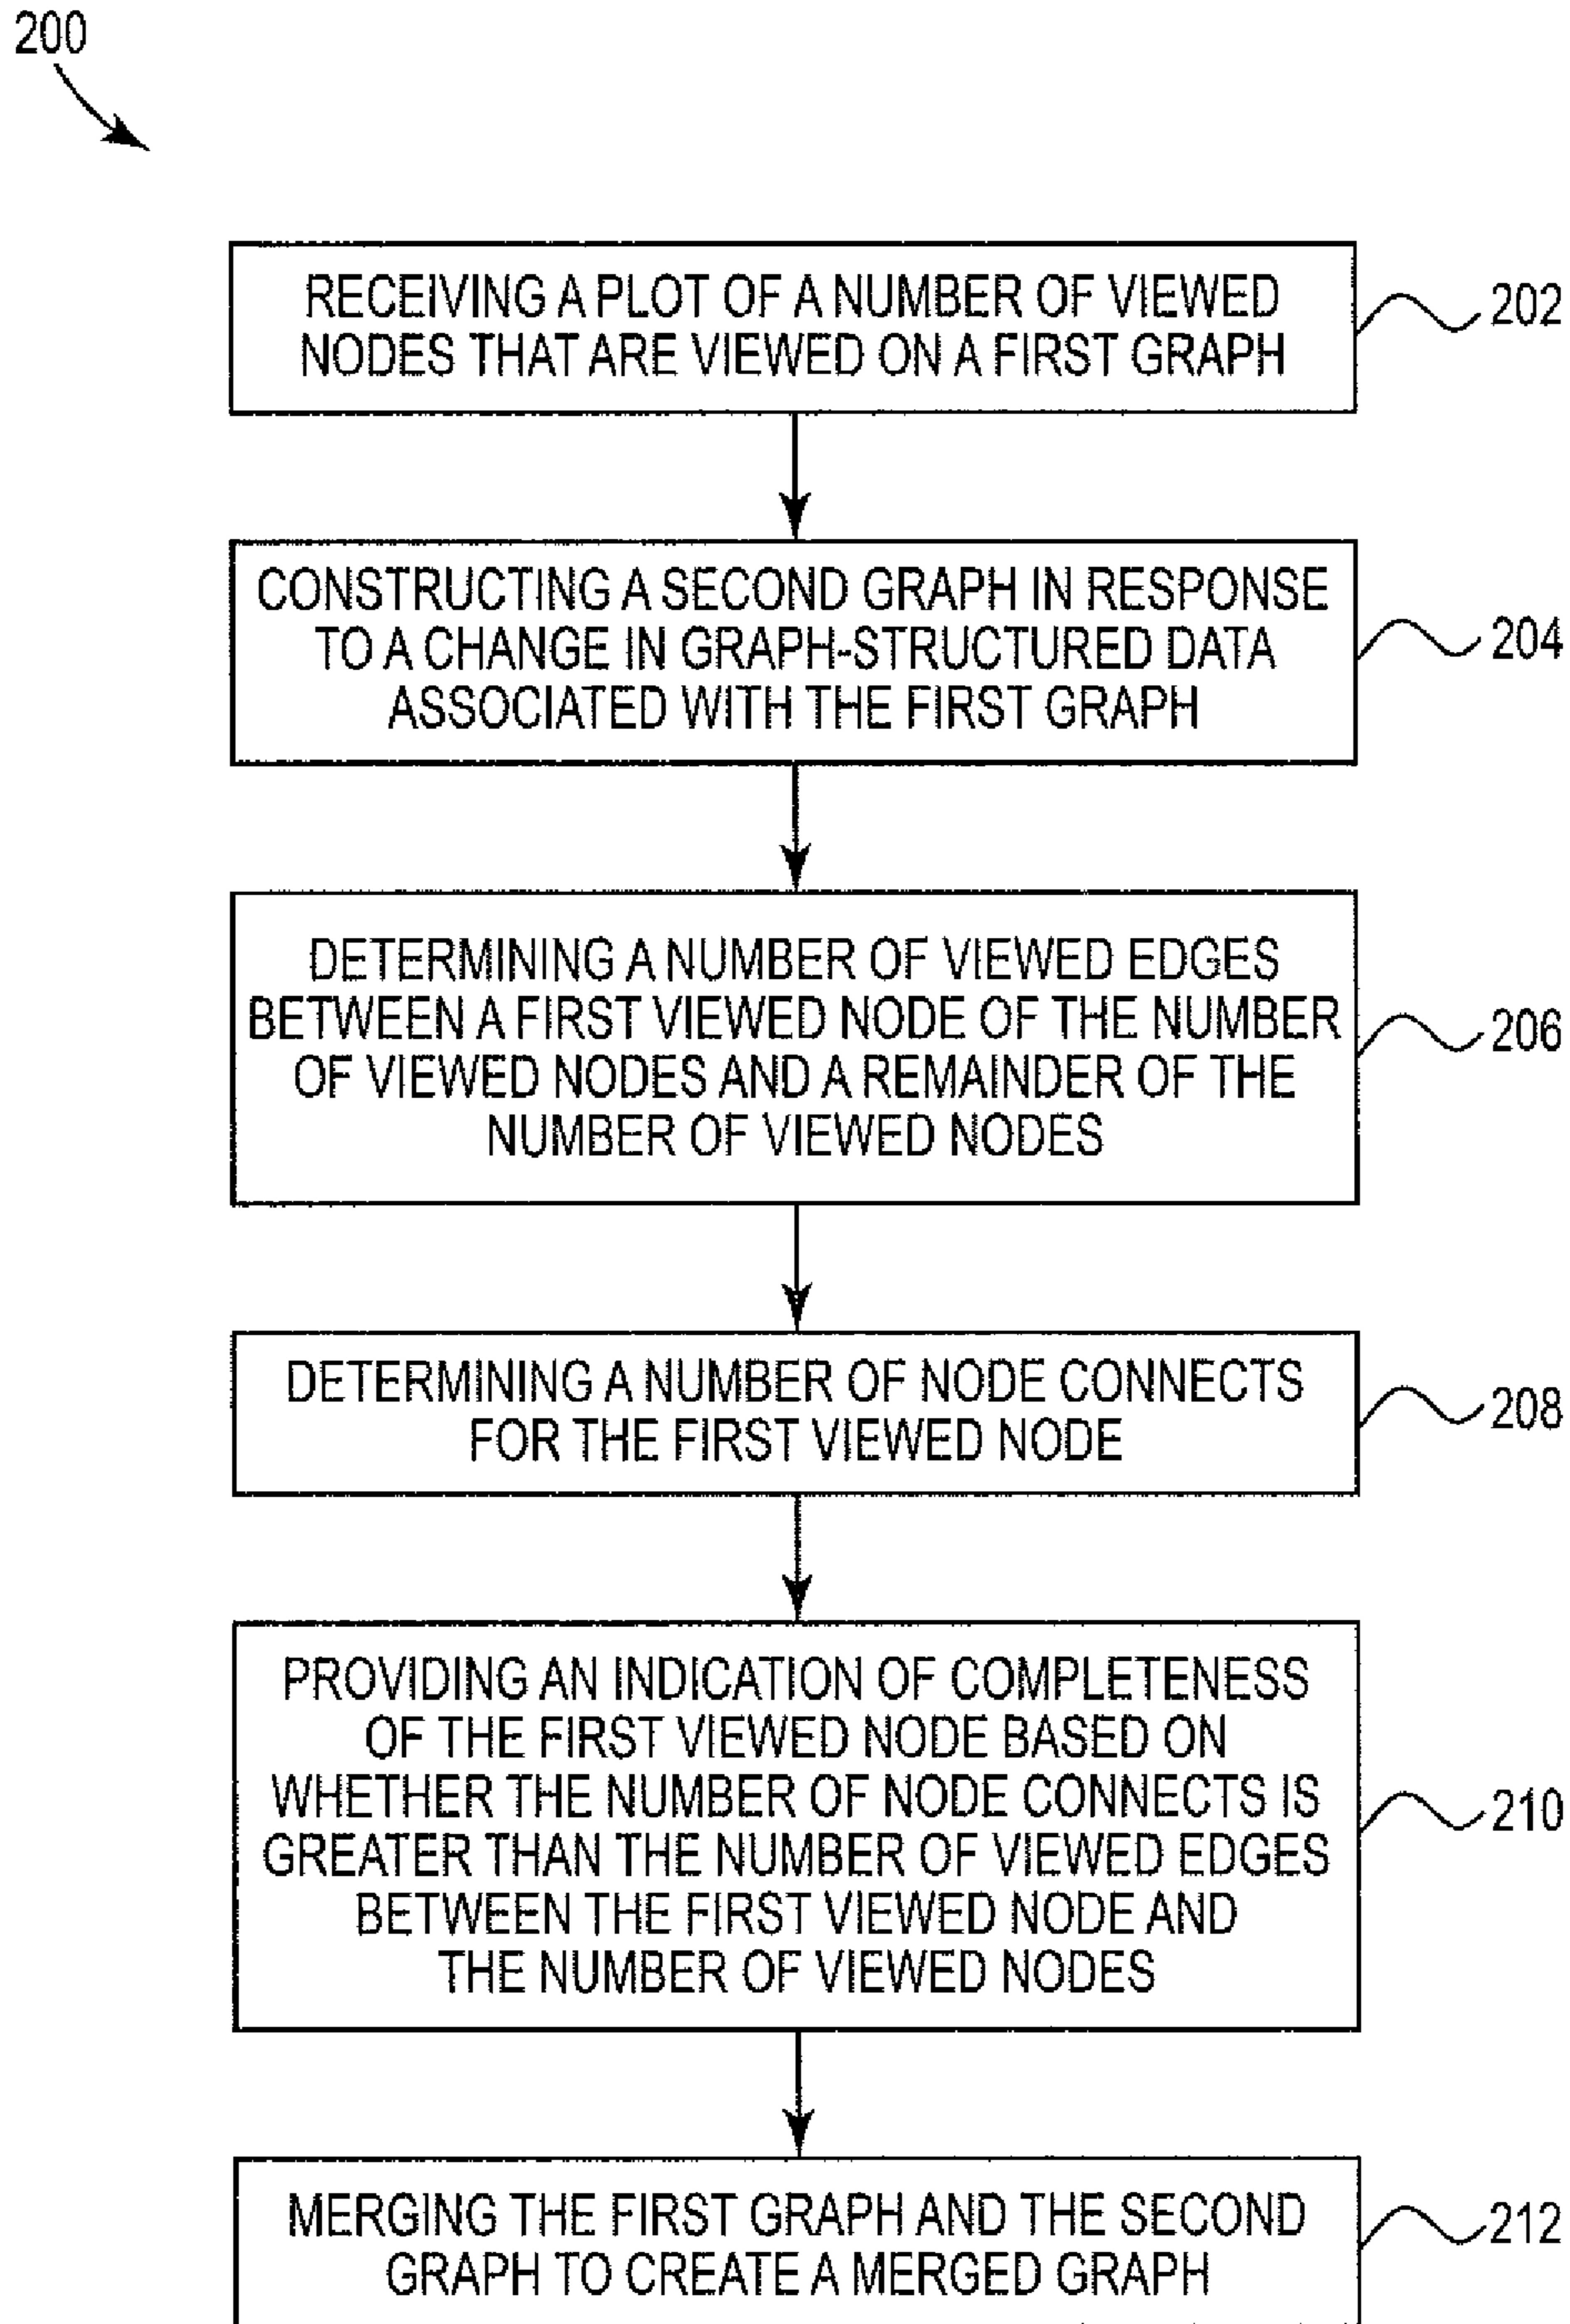 200
RECEIVING A PLOT OF A NUMBER OF VIEWED
NODES THAT ARE VIEWED ON A FIRST GRAPH
202
CONSTRUCTING A SECOND GRAPH IN RESPONSE
TO A CHANGE IN GRAPH-STRUCTURED DATA
ASSOCIATED WITH THE FIRST GRAPH
204
DETERMINING A NUMBER OF VIEWED EDGES
BETWEEN A FIRST VIEWED NODE OF THE NUMBER
OF VIEWED NODES AND A REMAINDER OF THE
NUMBER OF VIEWED NODES
206
DETERMINING A NUMBER OF NODE CONNECTS
FOR THE FIRST VIEWED NODE
208
PROVIDING AN INDICATION OF COMPLETENESS
OF THE FIRST VIEWED NODE BASED ON
WHETHER THE NUMBER OF NODE CONNECTS IS
GREATER THAN THE NUMBER OF VIEWED EDGES
BETWEEN THE FIRST VIEWED NODE AND
THE NUMBER OF VIEWED NODES
210
MERGING THE FIRST GRAPH AND THE SECOND
GRAPH TO CREATE A MERGED GRAPH
212